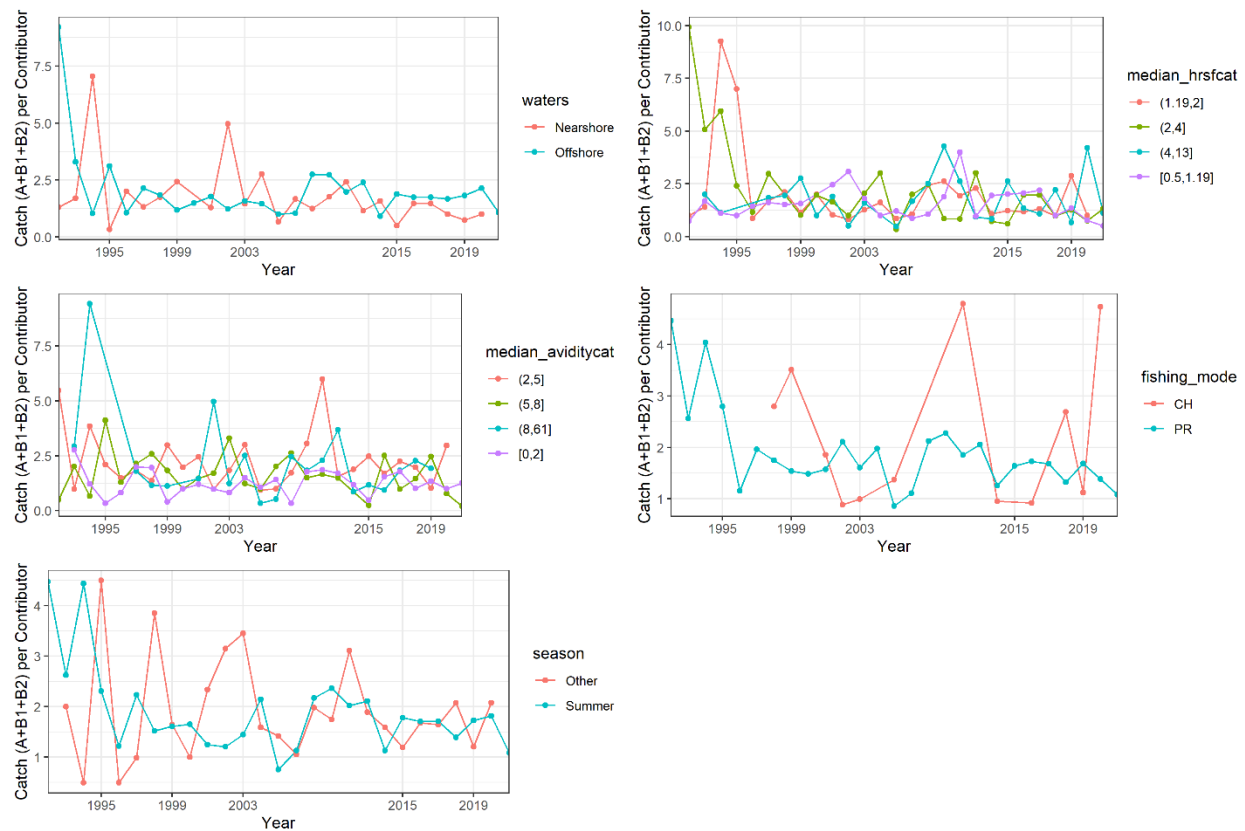 Catch (A+B1+B2) per Contributor
7.5
5.0
2.5
0.0
1995
1999
2003
2015
2019
Year
waters
Nearshore
Offshore
Catch (A+B1+B2) per Contributor
10.0
7.5
5.0
2.5
0.0
1995
1999
2003
2015
2019
Year
median_hrsfcat
(1.19,2]
(2,4]
(4,13]
[0.5,1.19]
Catch (A+B1+B2) per Contributor
7.5
5.0
2.5
0.0
1995
1999
2003
2015
2019
Year
median_aviditycat
(2,5]
(5,8]
(8,61]
[0,2]
Catch (A+B1+B2) per Contributor
4
3
2
1
1995
1999
2003
2015
2019
Year
fishing_mode
CH
PR
Catch (A+B1+B2) per Contributor
4
3
2
1
1995
1999
2003
2015
2019
Year
season
Other
Summer